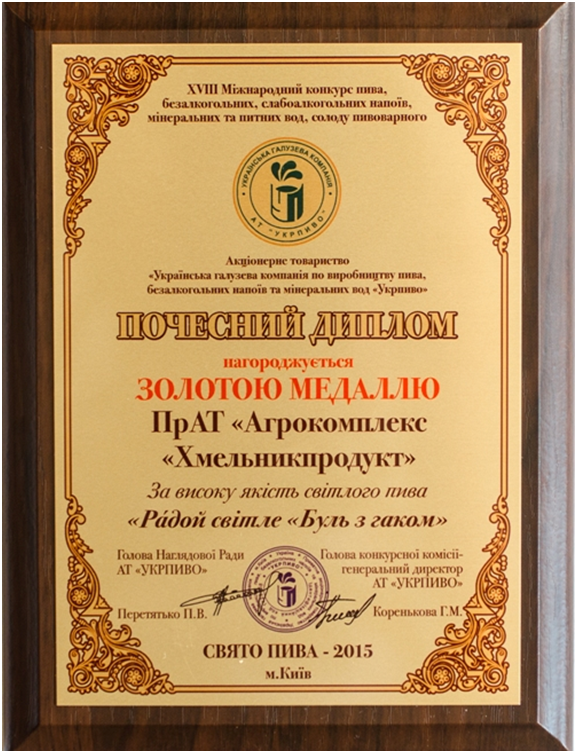 XVIII Міжнародний конкурс пива,
безалкогольних, слабоалкогольних напоїв,
мінеральних та питних вод, солоду пивоварного
УКРАЇНСЬКА ГАЛУЗЕВА КОМПАНІЯ
АТ "УКРПИВО"
Акціонерне товариство
«Українська галузева компанія по виробництву пива,
безалкогольних напоїв та мінеральних вод «Укрпиво»
ПОЧЕСНИЙ ДИПЛОМ
нагороджується
ЗОЛОТОЮ МЕДАЛЛЮ
ПрАТ «Агрокомплекс
«Хмельникпродукт»
За високу якість світлого пива
«Ра́дой світле «Буль з гаком»
Голова Наглядової Ради
АТ «УКРПИВО»
Перетятько П.В.
Голова конкурсної комісії-
генеральний директор
АТ «УКРПИВО»
Коренькова Г.М.
"УКРПИВО"
СВЯТО ПИВА - 2015
м.Київ